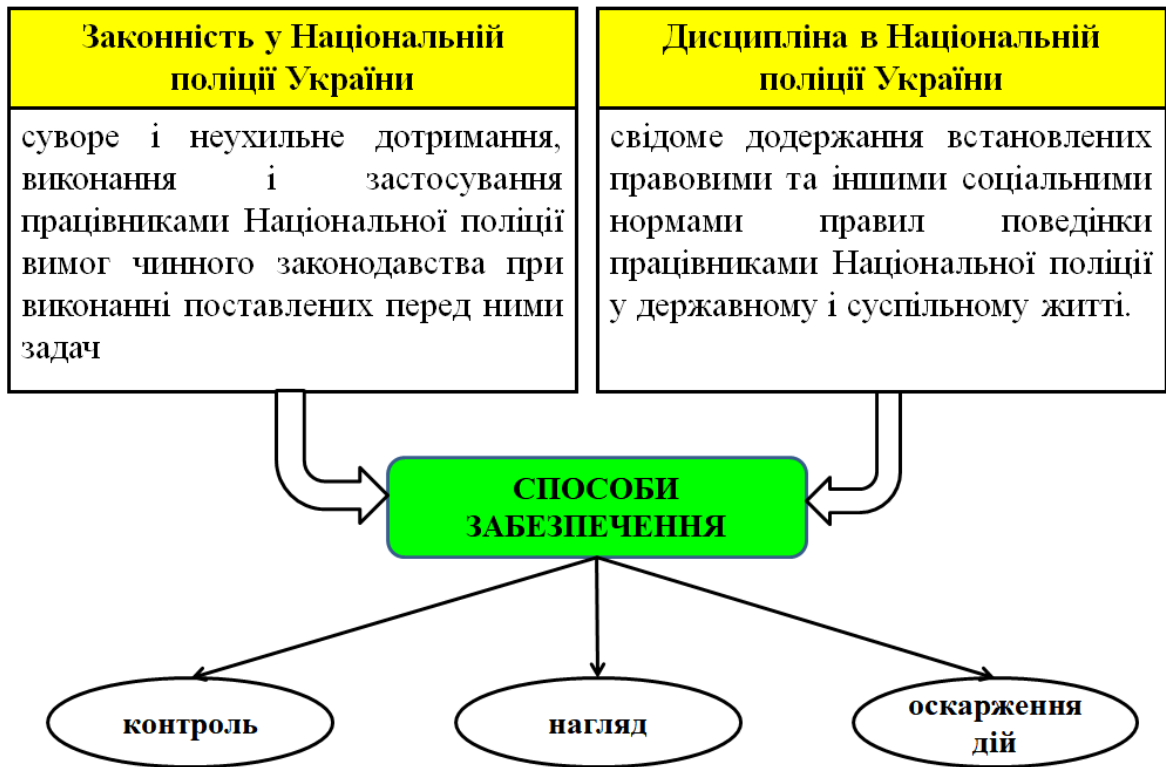 Законність у Національній
поліції України
суворе і неухильне дотримання,
виконання і застосування
працівниками Національної поліції
вимог чинного законодавства при
виконанні поставлених перед ними
задач
Дисципліна в Національній
поліції України
свідоме додержання встановлених
правовими та іншими соціальними
нормами правил поведінки
працівниками Національної поліції
у державному і суспільному житті.
СПОСОБИ
ЗАБЕЗПЕЧЕННЯ
контроль
нагляд
оскарження
дій